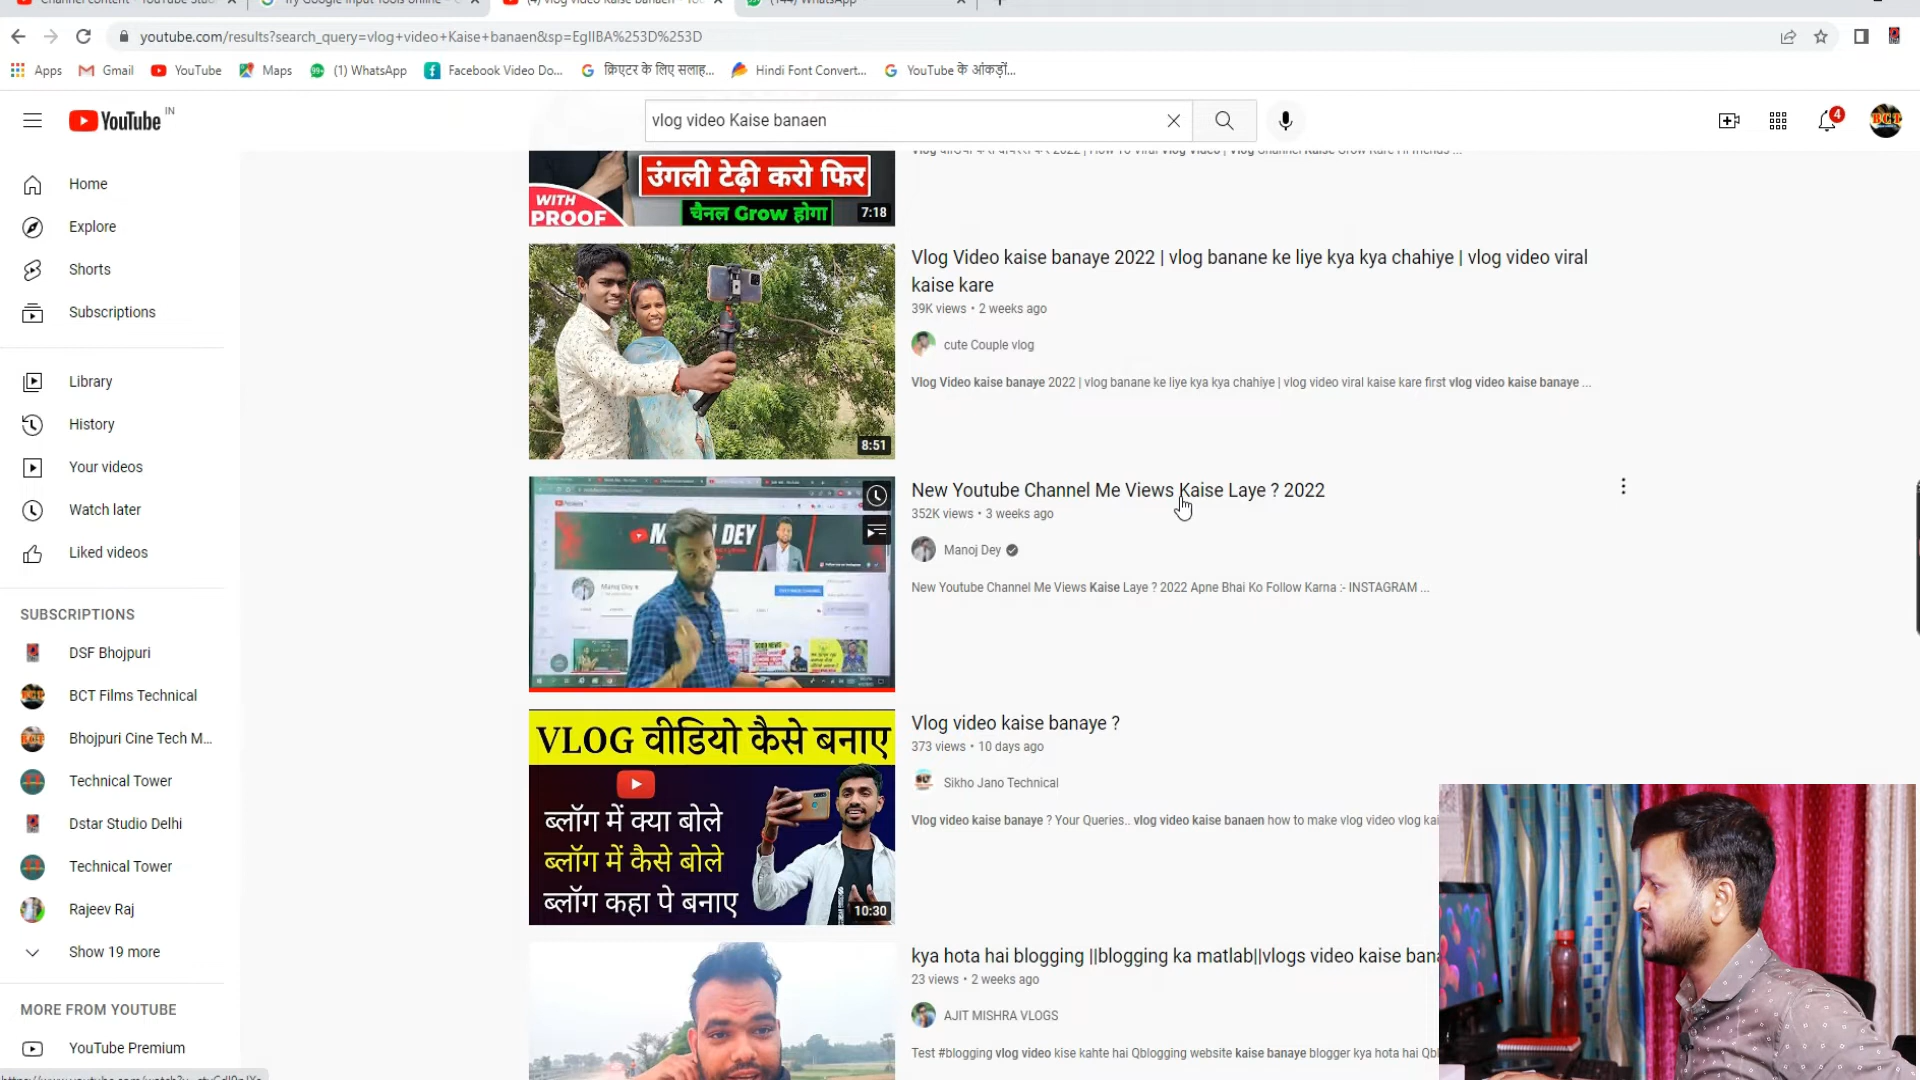 youtube.com/results?search_query=vlog+video+Kaise+banaen&sp=EgIIBA%253D%253D
Apps Gmail YouTube Maps (1) WhatsApp Facebook Video Do... क्रिएटर के लिए सलाह... Hindi Font Convert... YouTube के आंकड़ों...
YouTube IN
vlog video Kaise banaen
4
Home
Explore
Shorts
Subscriptions
Library
History
Your videos
Watch later
Liked videos
SUBSCRIPTIONS
DSF Bhojpuri
BCT Films Technical
Bhojpuri Cine Tech M...
Technical Tower
Dstar Studio Delhi
Technical Tower
Rajeev Raj
Show 19 more
MORE FROM YOUTUBE
YouTube Premium
उंगली टेढ़ी करो फिर
WITH
PROOF
चैनल Grow होगा
7:18
Vlog Video kaise banaye 2022 | vlog banane ke liye kya kya chahiye | vlog video viral
kaise kare
39K views • 2 weeks ago
cute Couple vlog
Vlog Video kaise banaye 2022 | vlog banane ke liye kya kya chahiye | vlog video viral kaise kare first vlog video kaise banaye ...
8:51
New Youtube Channel Me Views Kaise Laye ? 2022
352K views • 3 weeks ago
Manoj Dey
New Youtube Channel Me Views Kaise Laye ? 2022 Apne Bhai Ko Follow Karna :- INSTAGRAM ...
VLOG वीडियो कैसे बनाए
ब्लॉग में क्या बोले
ब्लॉग में कैसे बोले
ब्लॉग कहा पे बनाए
10:30
Vlog video kaise banaye ?
373 views • 10 days ago
Sikho Jano Technical
Vlog video kaise banaye ? Your Queries.. vlog video kaise banaen how to make vlog video vlog
kya hota hai blogging ||blogging ka matlab||vlogs video kaise
23 views • 2 weeks ago
AJIT MISHRA VLOGS
Test #blogging vlog video kise kahte hai Qblogging website kaise banaye blogger kya hota hai